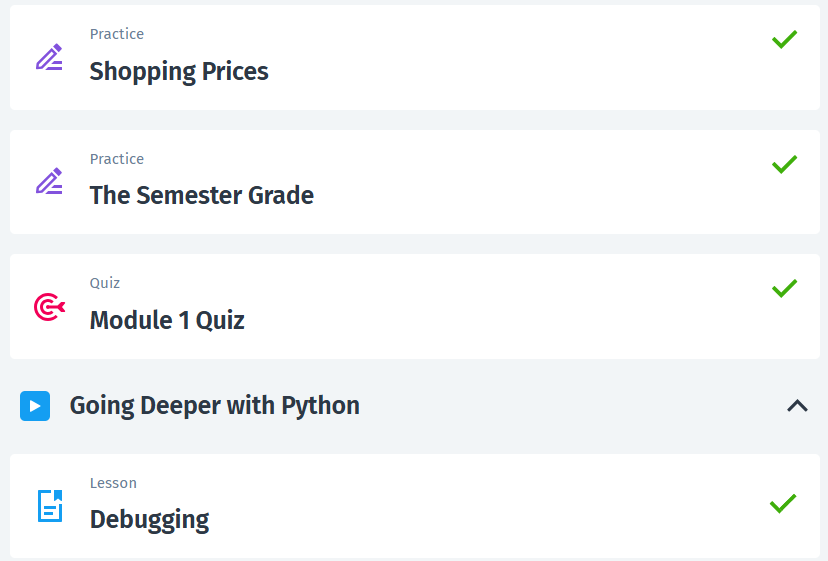 Practice
Shopping Prices
Practice
The Semester Grade
Quiz
Module 1 Quiz
Going Deeper with Python
Lesson
Debugging